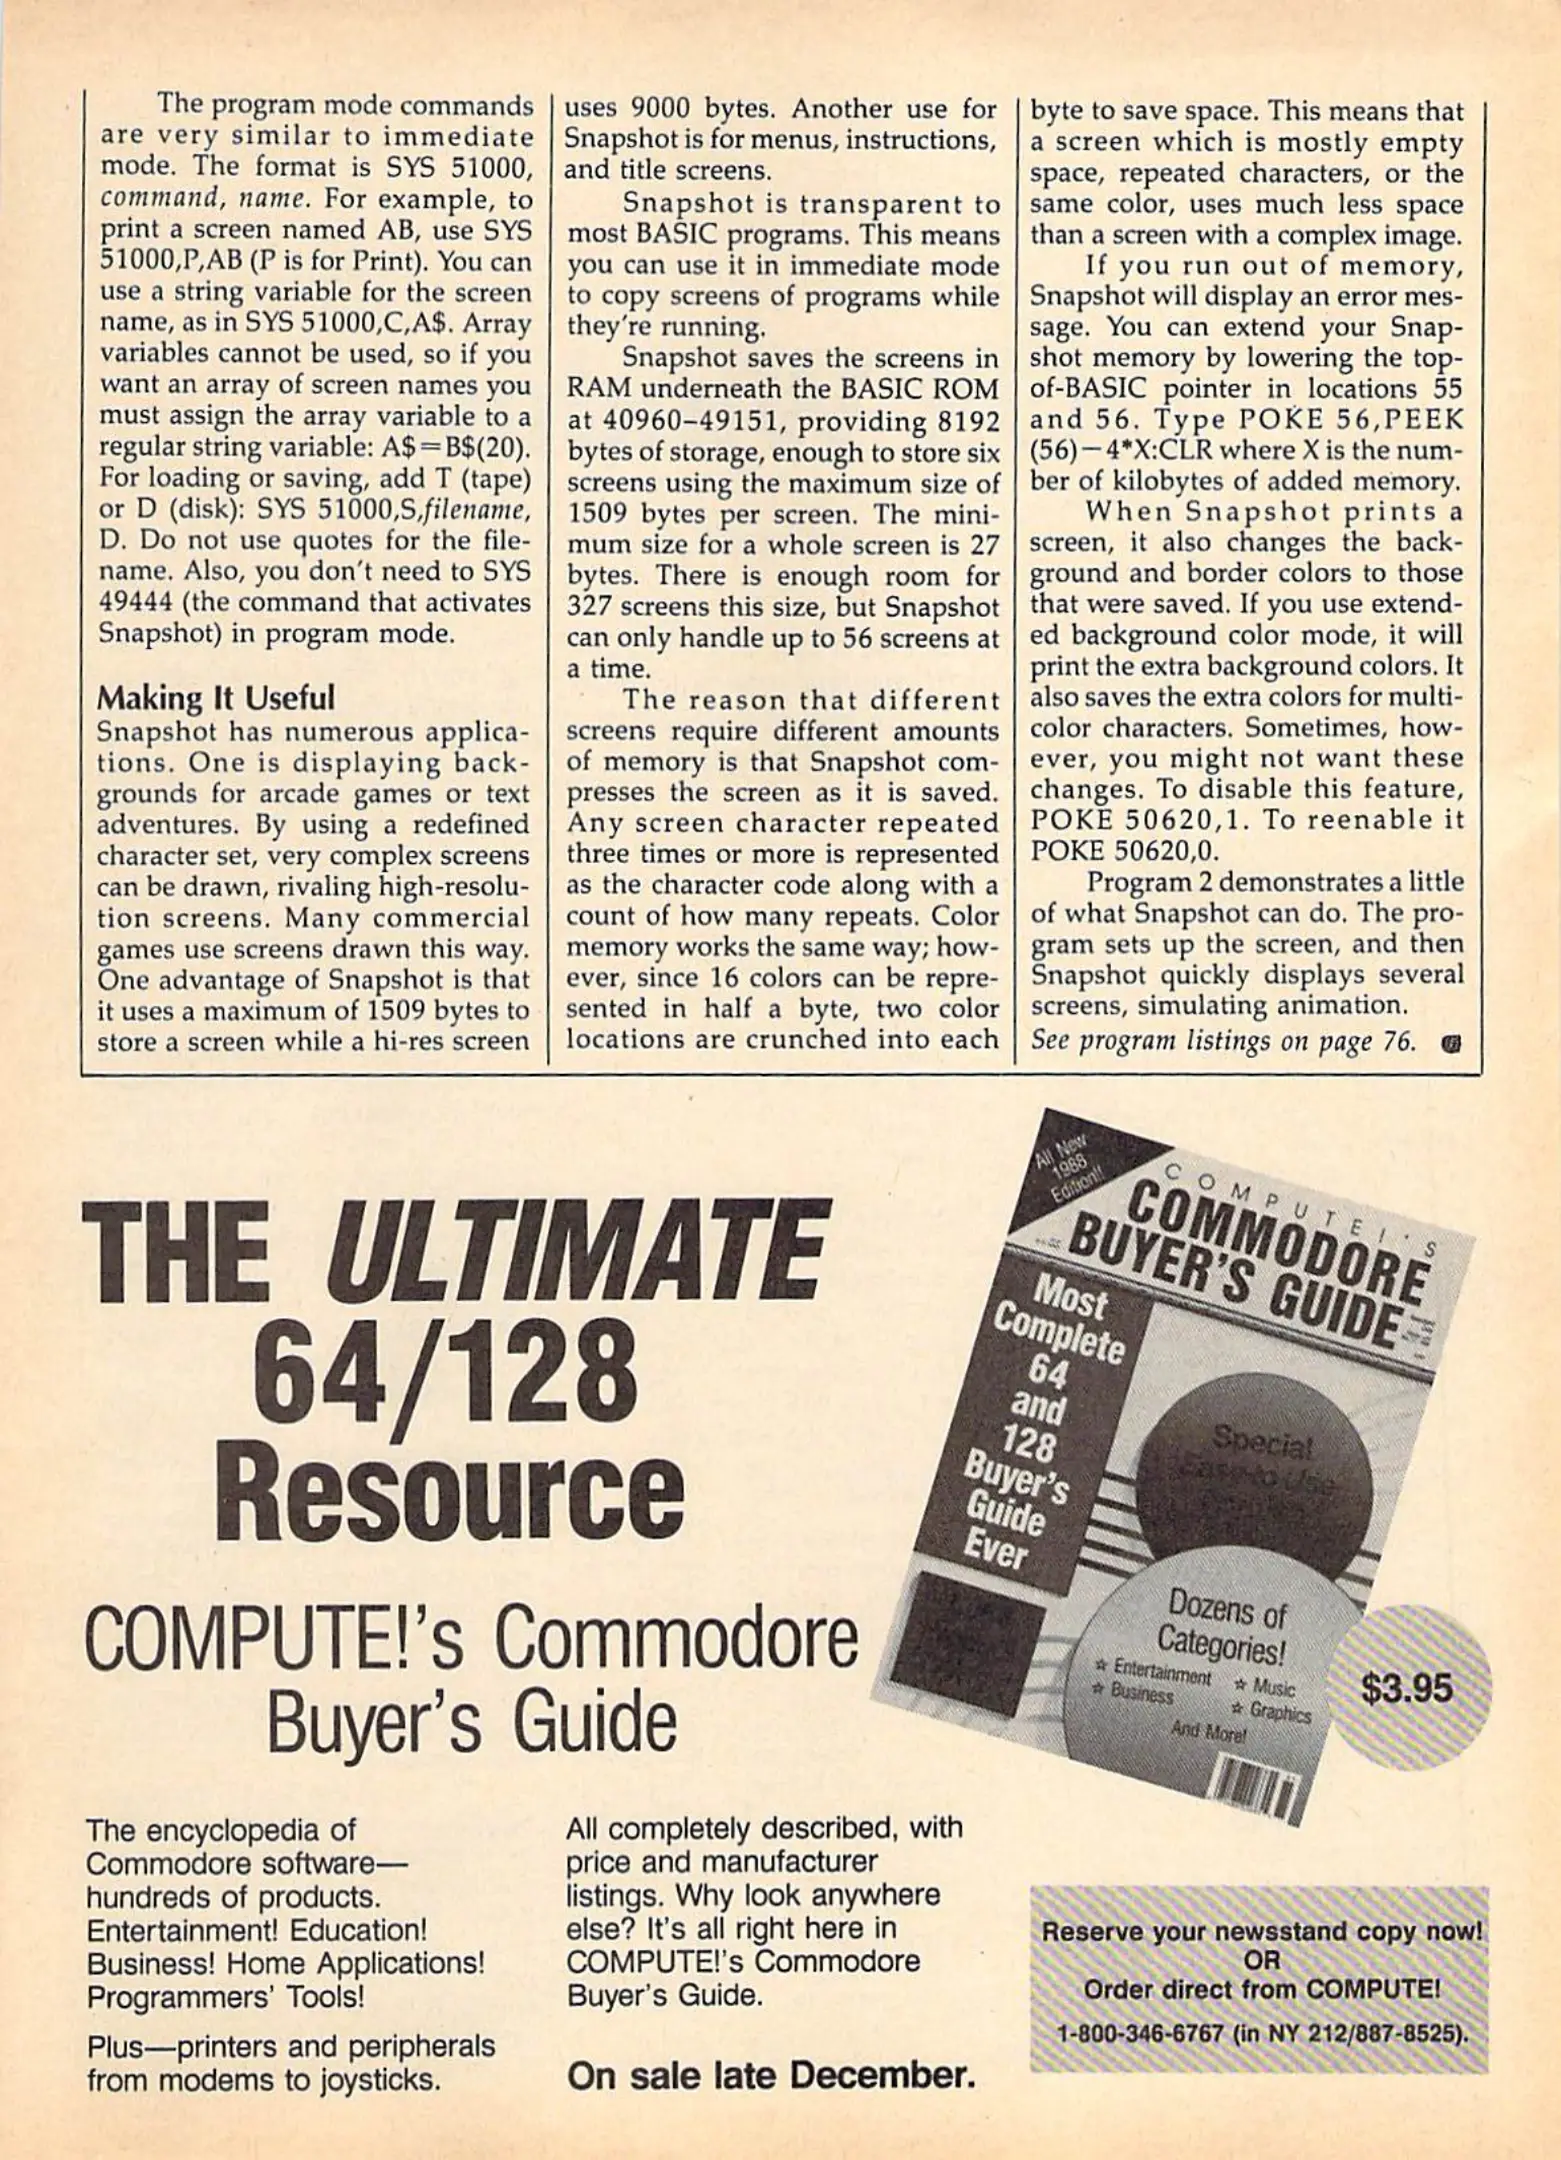 The program mode commands
are very similar to immediate
mode. The format is SYS 51000,
command, name. For example, to
print a screen named AB, use SYS
51000,P,AB (P is for Print). You can
use a string variable for the screen
name, as in SYS 51000,C,A$. Array
variables cannot be used, so if you
want an array of screen names you
must assign the array variable to a
regular string variable: A$=B$(20).
For loading or saving, add T (tape)
or D (disk): SYS 51000,S,filename,
D. Do not use quotes for the file-
name. Also, you don't need to SYS
49444 (the command that activates
Snapshot) in program mode.
Making It Useful
Snapshot has numerous applica-
tions. One is displaying back-
grounds for arcade games or text
adventures. By using a redefined
character set, very complex screens
can be drawn, rivaling high-resolu-
tion screens. Many commercial
games use screens drawn this way.
One advantage of Snapshot is that
it uses a maximum of 1509 bytes to
store a screen while a hi-res screen
uses 9000 bytes. Another use for
Snapshot is for menus, instructions,
and title screens.
Snapshot is transparent to
most BASIC programs. This means
you can use it in immediate mode
to copy screens of programs while
they're running.
Snapshot saves the screens in
RAM underneath the BASIC ROM
at 40960–49151, providing 8192
bytes of storage, enough to store six
screens using the maximum size of
1509 bytes per screen. The mini-
mum size for a whole screen is 27
bytes. There is enough room for
327 screens this size, but Snapshot
can only handle up to 56 screens at
a time.
The reason that different
screens require different amounts
of memory is that Snapshot com-
presses the screen as it is saved.
Any screen character repeated
three times or more is represented
as the character code along with a
count of how many repeats. Color
memory works the same way; how-
ever, since 16 colors can be repre-
sented in half a byte, two color
locations are crunched into each
byte to save space. This means that
a screen which is mostly empty
space, repeated characters, or the
same color, uses much less space
than a screen with a complex image.
If you run out of memory,
Snapshot will display an error mes-
sage. You can extend your Snap-
shot memory by lowering the top-
of-BASIC pointer in locations 55
and 56. Type POKE 56,PEEK
(56)−4*X:CLR where X is the num-
ber of kilobytes of added memory.
When Snapshot prints a
screen, it also changes the back-
ground and border colors to those
that were saved. If you use extend-
ed background color mode, it will
print the extra background colors. It
also saves the extra colors for multi-
color characters. Sometimes, how-
ever, you might not want these
changes. To disable this feature,
POKE 50620,1. To reenable it
POKE 50620,0.
Program 2 demonstrates a little
of what Snapshot can do. The pro-
gram sets up the screen, and then
Snapshot quickly displays several
screens, simulating animation.
See program listings on page 76.
THE ULTIMATE
64/128
Resource
COMPUTE!'s Commodore
Buyer's Guide
The encyclopedia of
Commodore software—
hundreds of products.
Entertainment! Education!
Business! Home Applications!
Programmers' Tools!
Plus—printers and peripherals
from modems to joysticks.
All completely described, with
price and manufacturer
listings. Why look anywhere
else? It's all right here in
COMPUTE!'s Commodore
Buyer's Guide.
On sale late December.
All New
1988
Edition!!
COMPUTE!'S
COMMODORE
BUYER'S GUIDE
Most
Complete
64
and
128
Buyer's
Guide
Ever
Special
Easy-to Use
Dozens of
Categories!
☆ Entertainment ☆ Music
☆ Business ☆ Graphics
And More!
$3.95
Reserve your newsstand copy now!
OR
Order direct from COMPUTE!
1-800-346-6767 (in NY 212/887-8525).